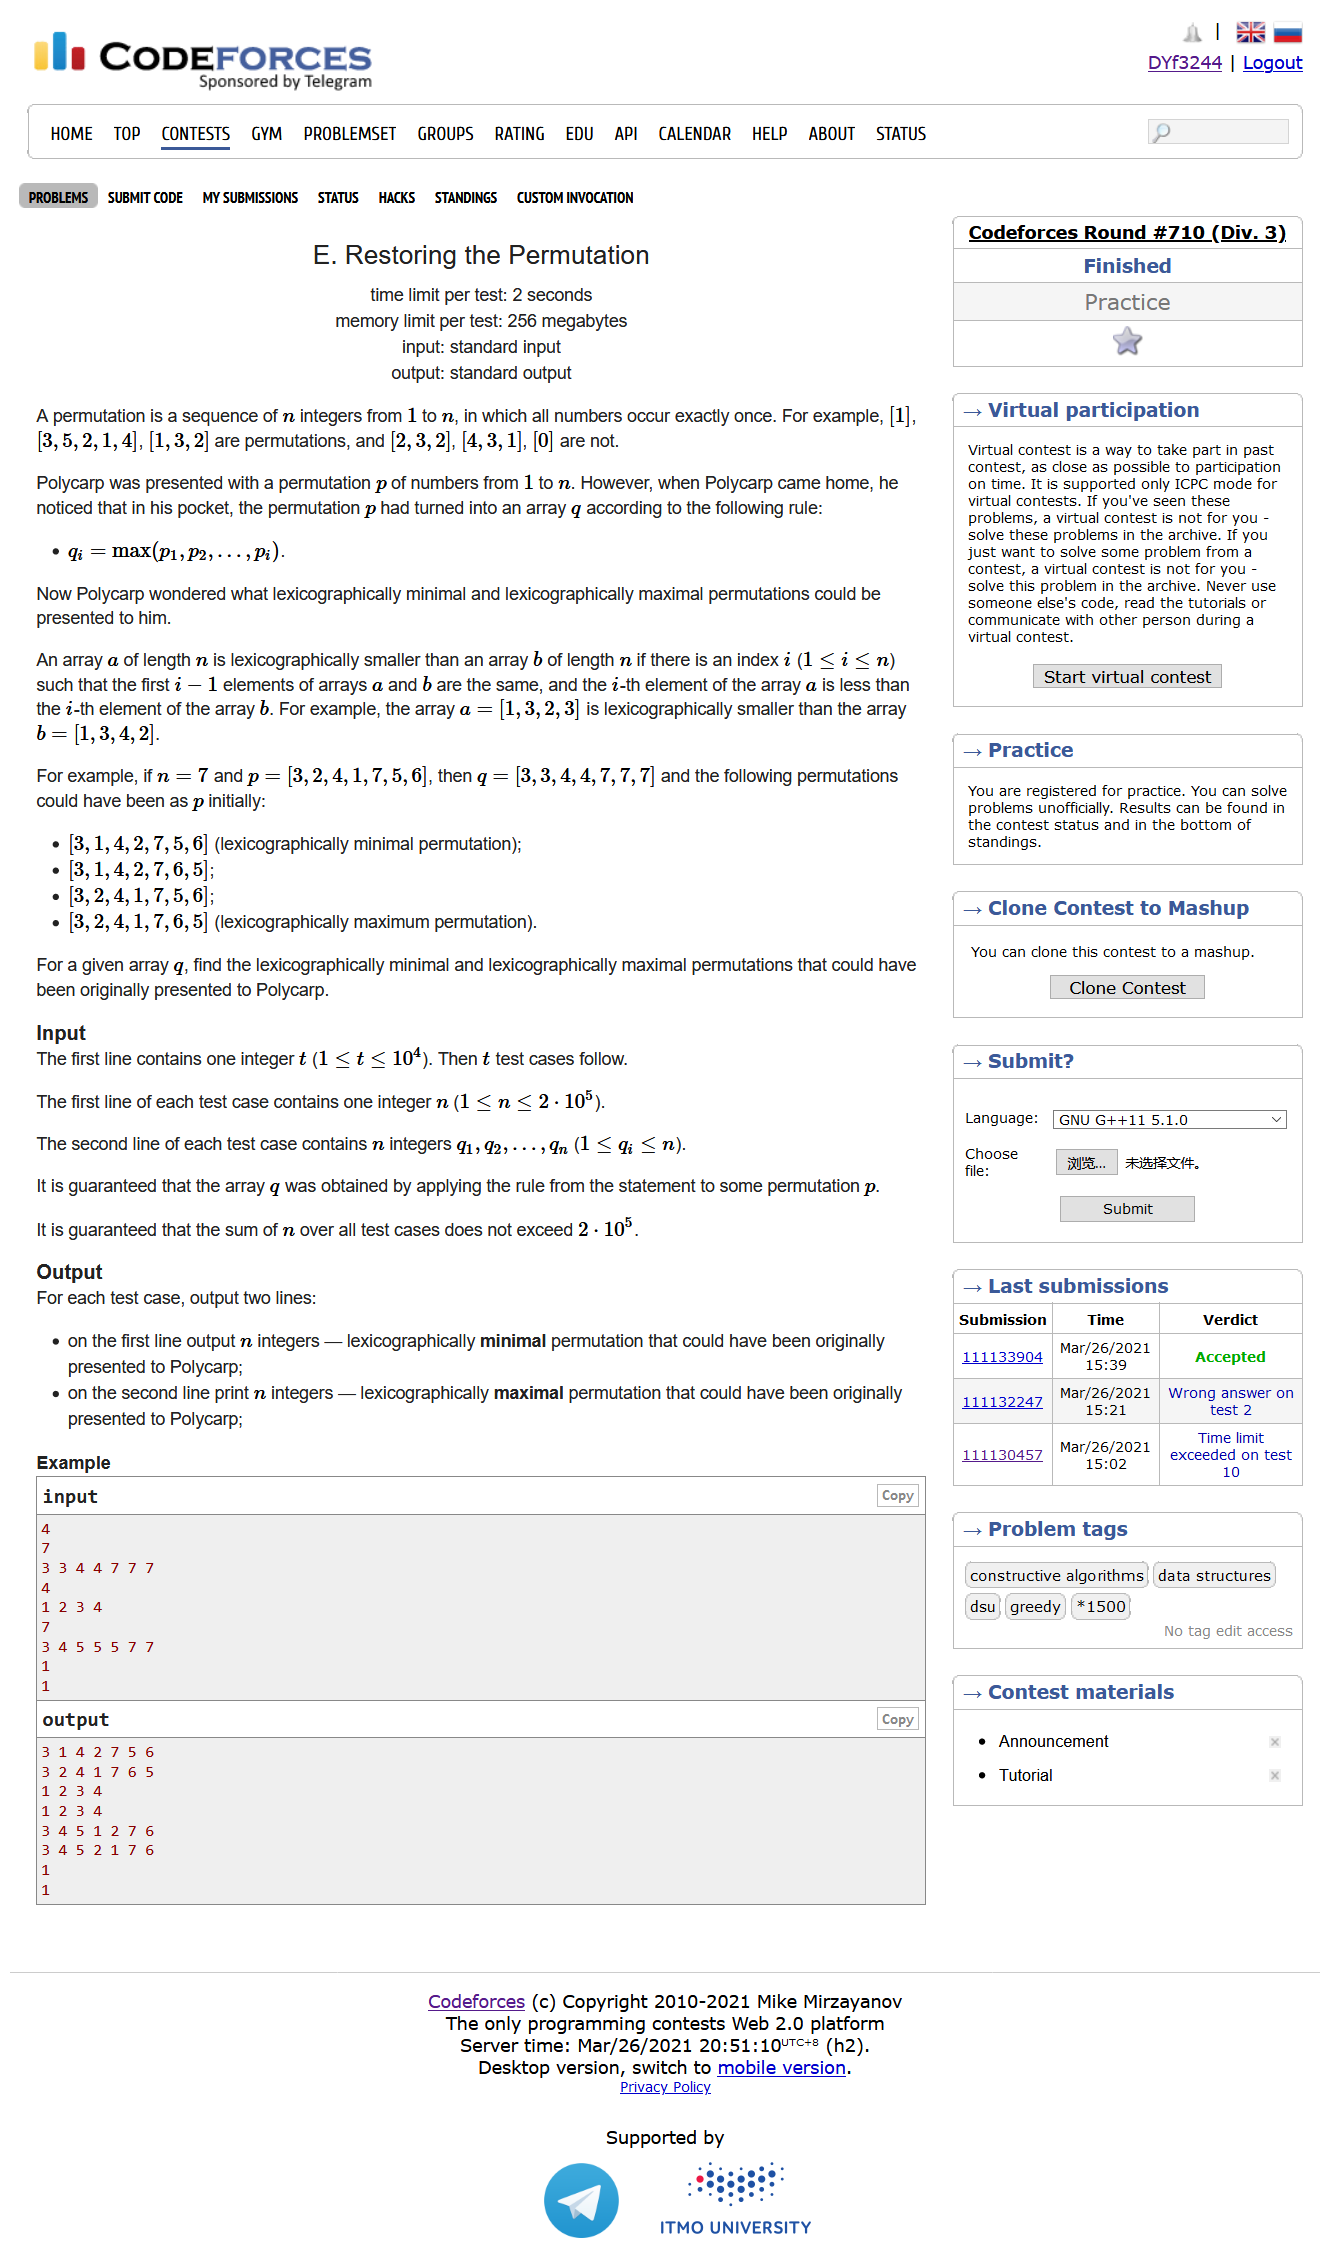 CODEFORCES
Sponsored by Telegram
|
DYf3244 | Logout
HOME TOP CONTESTS GYM PROBLEMSET GROUPS RATING EDU API CALENDAR HELP ABOUT STATUS
PROBLEMS SUBMIT CODE MY SUBMISSIONS STATUS HACKS STANDINGS CUSTOM INVOCATION
E. Restoring the Permutation
time limit per test: 2 seconds
memory limit per test: 256 megabytes
input: standard input
output: standard output
A permutation is a sequence of n integers from 1 to n, in which all numbers occur exactly once. For example, [1],
[3, 5, 2, 1, 4], [1, 3, 2] are permutations, and [2, 3, 2], [4, 3, 1], [0] are not.
Polycarp was presented with a permutation p of numbers from 1 to n. However, when Polycarp came home, he
noticed that in his pocket, the permutation p had turned into an array q according to the following rule:
• q_i = max(p_1, p_2, ..., p_i).
Now Polycarp wondered what lexicographically minimal and lexicographically maximal permutations could be
presented to him.
An array a of length n is lexicographically smaller than an array b of length n if there is an index i (1 ≤ i ≤ n)
such that the first i − 1 elements of arrays a and b are the same, and the i-th element of the array a is less than
the i-th element of the array b. For example, the array a = [1, 3, 2, 3] is lexicographically smaller than the array
b = [1, 3, 4, 2].
For example, if n = 7 and p = [3, 2, 4, 1, 7, 5, 6], then q = [3, 3, 4, 4, 7, 7, 7] and the following permutations
could have been as p initially:
• [3, 1, 4, 2, 7, 5, 6] (lexicographically minimal permutation);
• [3, 1, 4, 2, 7, 6, 5];
• [3, 2, 4, 1, 7, 5, 6];
• [3, 2, 4, 1, 7, 6, 5] (lexicographically maximum permutation).
For a given array q, find the lexicographically minimal and lexicographically maximal permutations that could have
been originally presented to Polycarp.
Input
The first line contains one integer t (1 ≤ t ≤ 10^4). Then t test cases follow.
The first line of each test case contains one integer n (1 ≤ n ≤ 2 · 10^5).
The second line of each test case contains n integers q_1, q_2, ..., q_n (1 ≤ q_i ≤ n).
It is guaranteed that the array q was obtained by applying the rule from the statement to some permutation p.
It is guaranteed that the sum of n over all test cases does not exceed 2 · 10^5.
Output
For each test case, output two lines:
• on the first line output n integers — lexicographically minimal permutation that could have been originally
presented to Polycarp;
• on the second line print n integers — lexicographically maximal permutation that could have been originally
presented to Polycarp;
Example
input Copy
4
7
3 3 4 4 7 7 7
4
1 2 3 4
7
3 4 5 5 5 7 7
1
1
output Copy
3 1 4 2 7 5 6
3 2 4 1 7 6 5
1 2 3 4
1 2 3 4
3 4 5 1 2 7 6
3 4 5 2 1 7 6
1
1
Codeforces Round #710 (Div. 3)
Finished
Practice
→ Virtual participation
Virtual contest is a way to take part in past
contest, as close as possible to participation
on time. It is supported only ICPC mode for
virtual contests. If you've seen these
problems, a virtual contest is not for you -
solve these problems in the archive. If you
just want to solve some problem from a
contest, a virtual contest is not for you -
solve this problem in the archive. Never use
someone else's code, read the tutorials or
communicate with other person during a
virtual contest.
Start virtual contest
→ Practice
You are registered for practice. You can solve
problems unofficially. Results can be found in
the contest status and in the bottom of
standings.
→ Clone Contest to Mashup
You can clone this contest to a mashup.
Clone Contest
→ Submit?
Language: GNU G++11 5.1.0
Choose
file: 浏览... 未选择文件。
Submit
→ Last submissions
Submission Time Verdict
111133904 Mar/26/2021
15:39 Accepted
111132247 Mar/26/2021
15:21 Wrong answer on
test 2
111130457 Mar/26/2021
15:02 Time limit
exceeded on test
10
→ Problem tags
constructive algorithms data structures
dsu greedy *1500
No tag edit access
→ Contest materials
• Announcement
• Tutorial
Codeforces (c) Copyright 2010-2021 Mike Mirzayanov
The only programming contests Web 2.0 platform
Server time: Mar/26/2021 20:51:10UTC+8 (h2).
Desktop version, switch to mobile version.
Privacy Policy
Supported by
ITMO UNIVERSITY